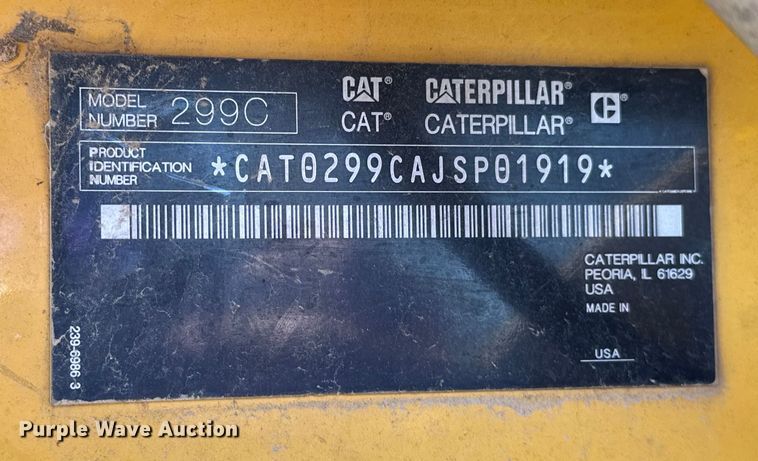 MODEL NUMBER 299C
CAT® CATERPILLAR® ®
CAT® CATERPILLAR®
PRODUCT IDENTIFICATION NUMBER *CAT0299CAJSP01919*
CATERPILLAR INC.
PEORIA, IL 61629
USA
MADE IN
USA
239-6986 3
Purple Wave Auction